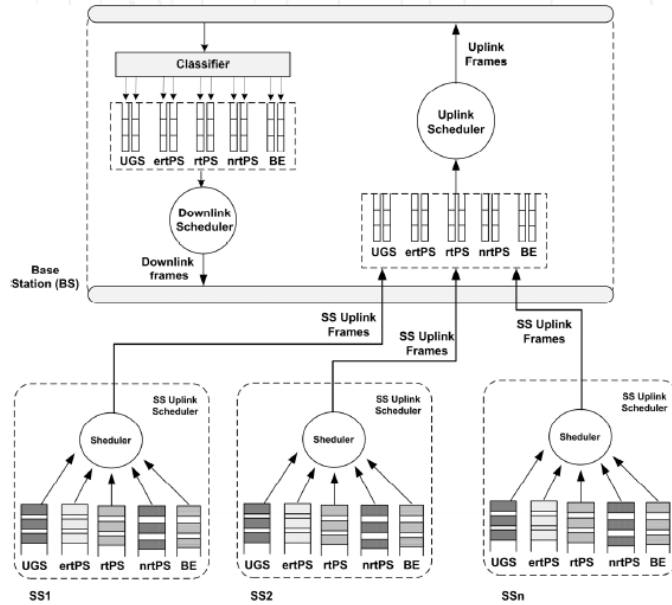 Classifier
UGS ertPS rtPS nrtPS BE
Downlink
Scheduler
Downlink
frames
Uplink
Frames
Uplink
Scheduler
UGS ertPS rtPS nrtPS BE
Base
Station (BS)
SS Uplink
Frames
SS Uplink
Frames
SS Uplink
Frames
SS Uplink
Scheduler
Sheduler
UGS ertPS rtPS nrtPS BE
SS1
SS Uplink
Scheduler
Sheduler
UGS ertPS rtPS nrtPS BE
SS2
SS Uplink
Scheduler
Sheduler
UGS ertPS rtPS nrtPS BE
SSn